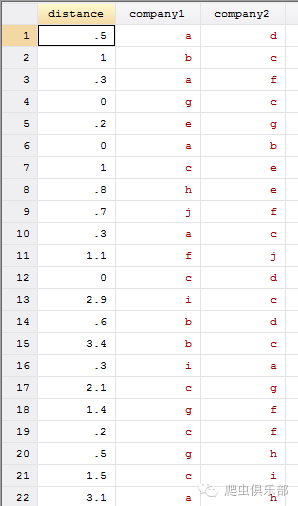 distance company1 company2
1 .5 a d
2 1 b c
3 .3 a f
4 0 g c
5 .2 e g
6 0 a b
7 1 c e
8 .8 h e
9 .7 j f
10 .3 a c
11 1.1 f j
12 0 c d
13 2.9 i c
14 .6 b d
15 3.4 b c
16 .3 i a
17 2.1 c g
18 1.4 g f
19 .2 c f
20 .5 g h
21 1.5 c i
22 3.1 a h
爬虫俱乐部